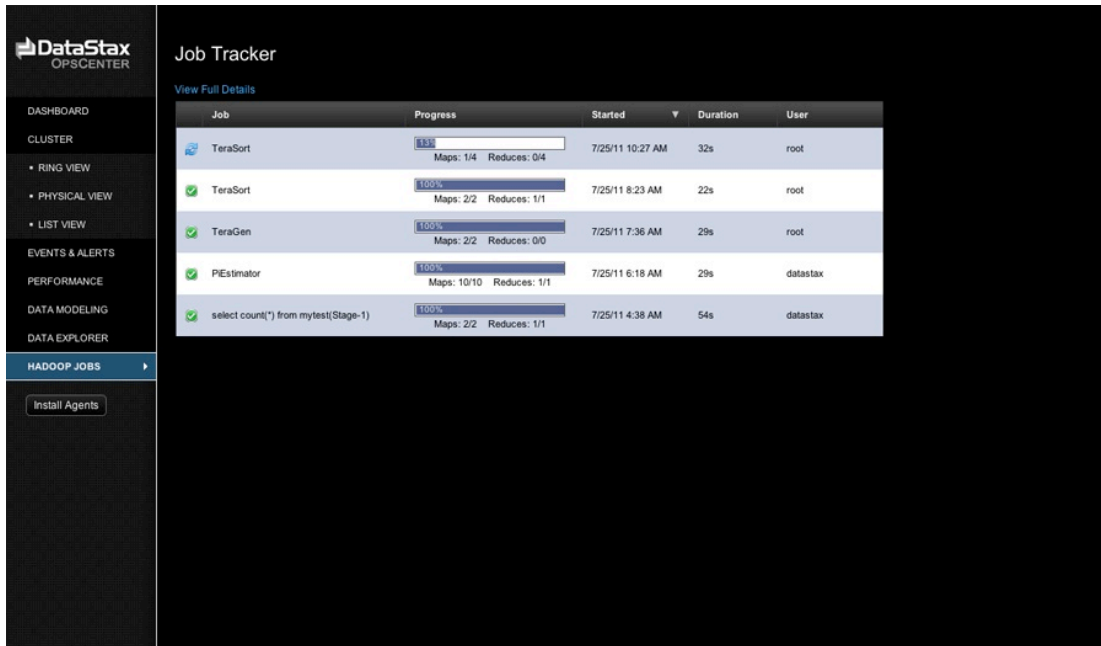 DataStax
OPSCENTER
DASHBOARD
CLUSTER
• RING VIEW
• PHYSICAL VIEW
• LIST VIEW
EVENTS & ALERTS
PERFORMANCE
DATA MODELING
DATA EXPLORER
HADOOP JOBS
Install Agents
Job Tracker
View Full Details
Job Progress Started Duration User
TeraSort 13% 7/25/11 10:27 AM 32s root
Maps: 1/4 Reduces: 0/4
TeraSort 100% 7/25/11 8:23 AM 22s root
Maps: 2/2 Reduces: 1/1
TeraGen 100% 7/25/11 7:36 AM 29s root
Maps: 2/2 Reduces: 0/0
PiEstimator 100% 7/25/11 6:18 AM 29s datastax
Maps: 10/10 Reduces: 1/1
select count(*) from mytest(Stage-1) 100% 7/25/11 4:38 AM 54s datastax
Maps: 2/2 Reduces: 1/1